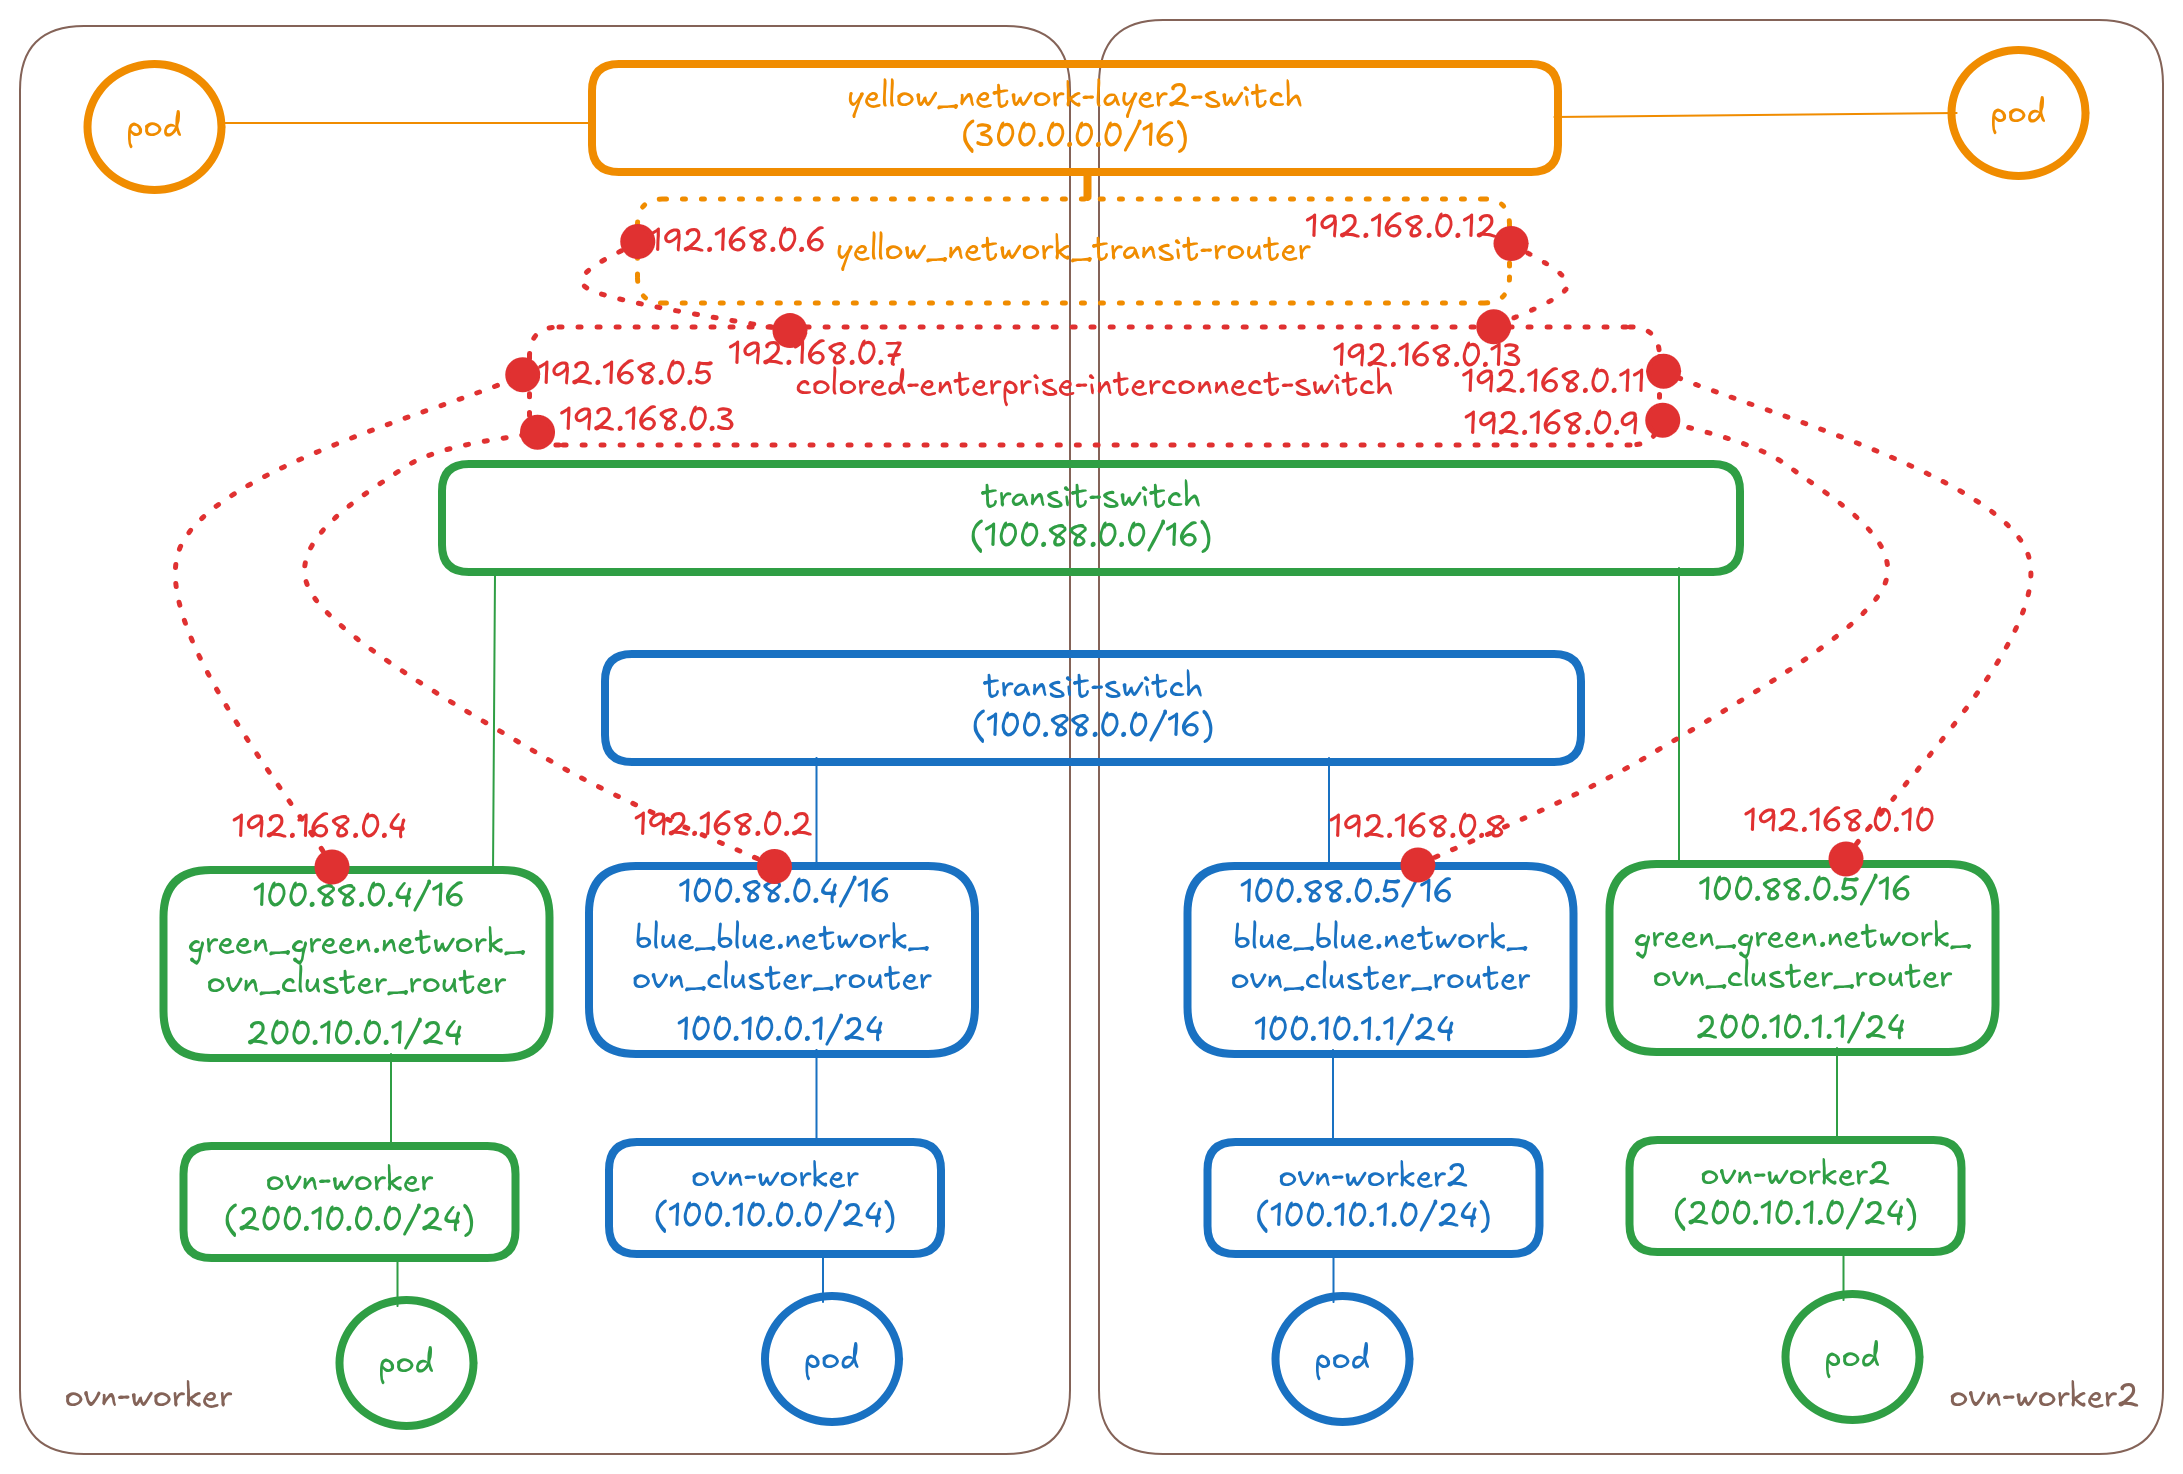 pod
yellow_network-layer2-switch
(300.0.0.0/16)
pod
192.168.0.6
yellow_network_transit-router
192.168.0.12
192.168.0.7
192.168.0.13
192.168.0.5
colored-enterprise-interconnect-switch
192.168.0.11
192.168.0.3
192.168.0.9
transit-switch
(100.88.0.0/16)
transit-switch
(100.88.0.0/16)
192.168.0.4
192.168.0.2
192.168.0.8
192.168.0.10
100.88.0.4/16
green_green.network_
ovn_cluster_router
200.10.0.1/24
100.88.0.4/16
blue_blue.network_
ovn_cluster_router
100.10.0.1/24
100.88.0.5/16
blue_blue.network_
ovn_cluster_router
100.10.1.1/24
100.88.0.5/16
green_green.network_
ovn_cluster_router
200.10.1.1/24
ovn-worker
(200.10.0.0/24)
ovn-worker
(100.10.0.0/24)
ovn-worker2
(100.10.1.0/24)
ovn-worker2
(200.10.1.0/24)
pod
pod
pod
pod
ovn-worker
ovn-worker2